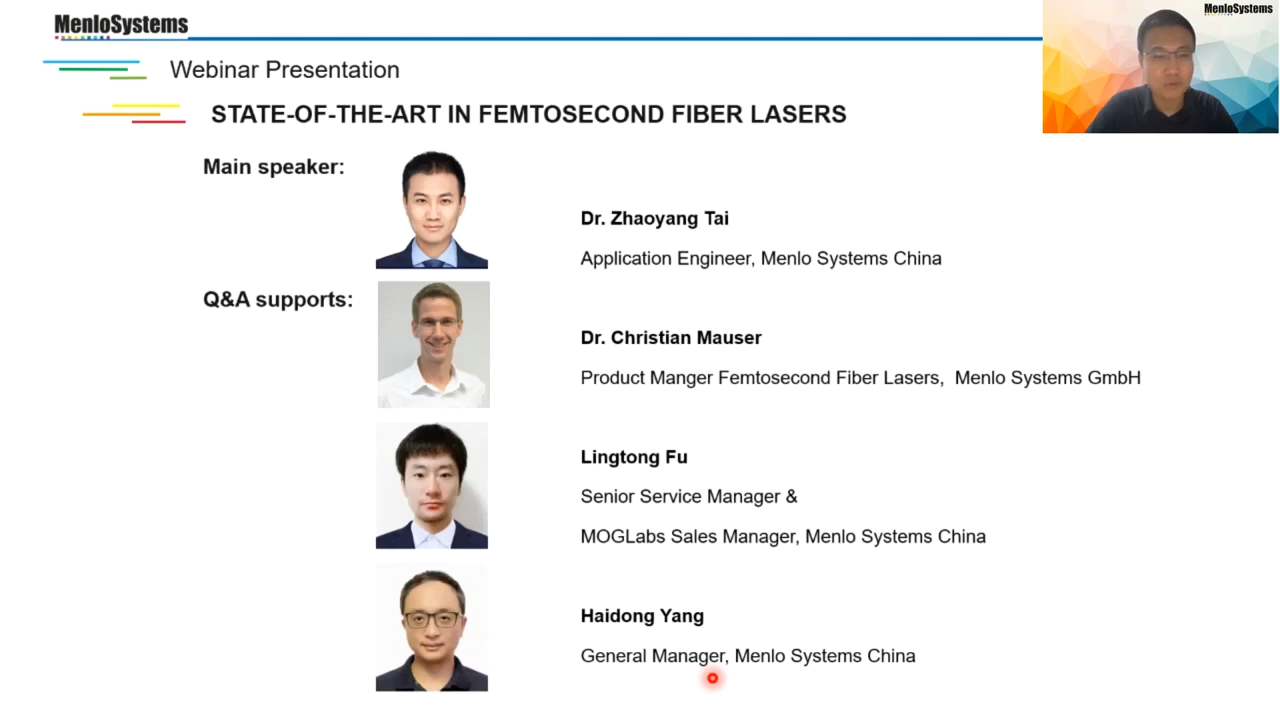 MenloSystems
MenloSystems
Webinar Presentation
STATE-OF-THE-ART IN FEMTOSECOND FIBER LASERS
Main speaker:
Dr. Zhaoyang Tai
Application Engineer, Menlo Systems China
Q&A supports:
Dr. Christian Mauser
Product Manger Femtosecond Fiber Lasers, Menlo Systems GmbH
Lingtong Fu
Senior Service Manager &
MOGLabs Sales Manager, Menlo Systems China
Haidong Yang
General Manager, Menlo Systems China